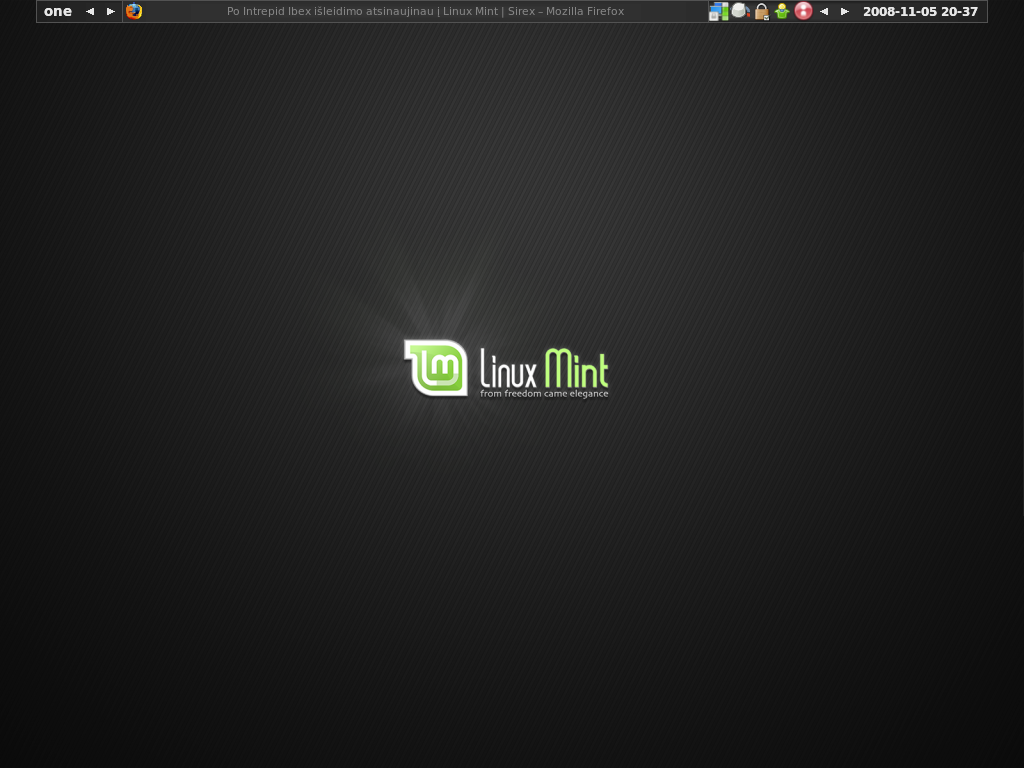 one
Po Intrepid Ibex išleidimo atsinaujinau į Linux Mint | Sirex - Mozilla Firefox
2008-11-05 20-37
lm Linux Mint
from freedom came elegance